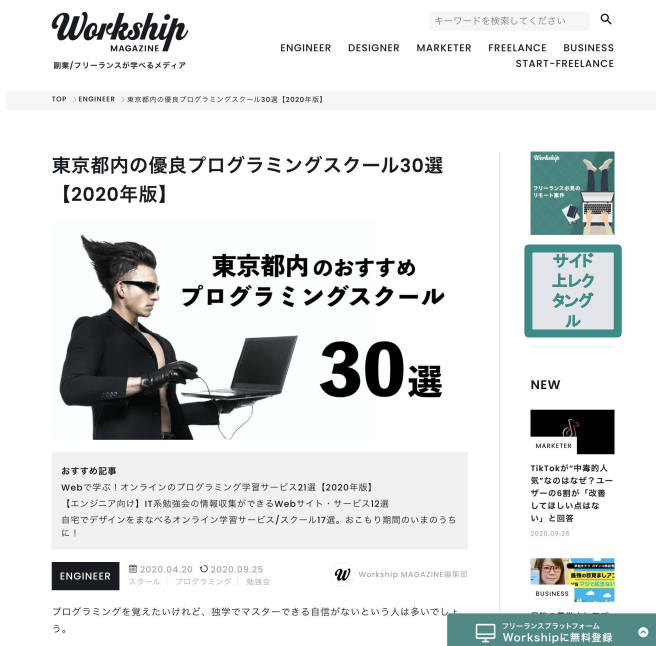 Workship
MAGAZINE
副業/フリーランスが学べるメディア
キーワードを検索してください
ENGINEER DESIGNER MARKETER FREELANCE BUSINESS
START-FREELANCE
TOP > ENGINEER > 東京都内の優良プログラミングスクール30選【2020年版】
東京都内の優良プログラミングスクール30選
【2020年版】
東京都内のおすすめ
プログラミングスクール
30選
おすすめ記事
Webで学ぶ！オンラインのプログラミング学習サービス21選【2020年版】
【エンジニア向け】IT系勉強会の情報収集ができるWebサイト・サービス12選
自宅でデザインをまなべるオンライン学習サービス/スクール17選。おこもり期間のいまのうち
に！
ENGINEER
2020.04.20 2020.09.25
スクール | プログラミング | 勉強会
W Workship MAGAZINE編集部
プログラミングを覚えたいけれど、独学でマスターできる自信がないという人は多いでしょ
う。
Workship
フリーランス必見の
リモート案件
サイド
上レク
タング
ル
NEW
MARKETER
TikTokが“中毒的人
気”なのはなぜ？ユー
ザーの6割が「改善
してほしい点はな
い」と回答
2020.09.25
BUSINESS
フリーランスプラットフォーム
Workshipに無料登録